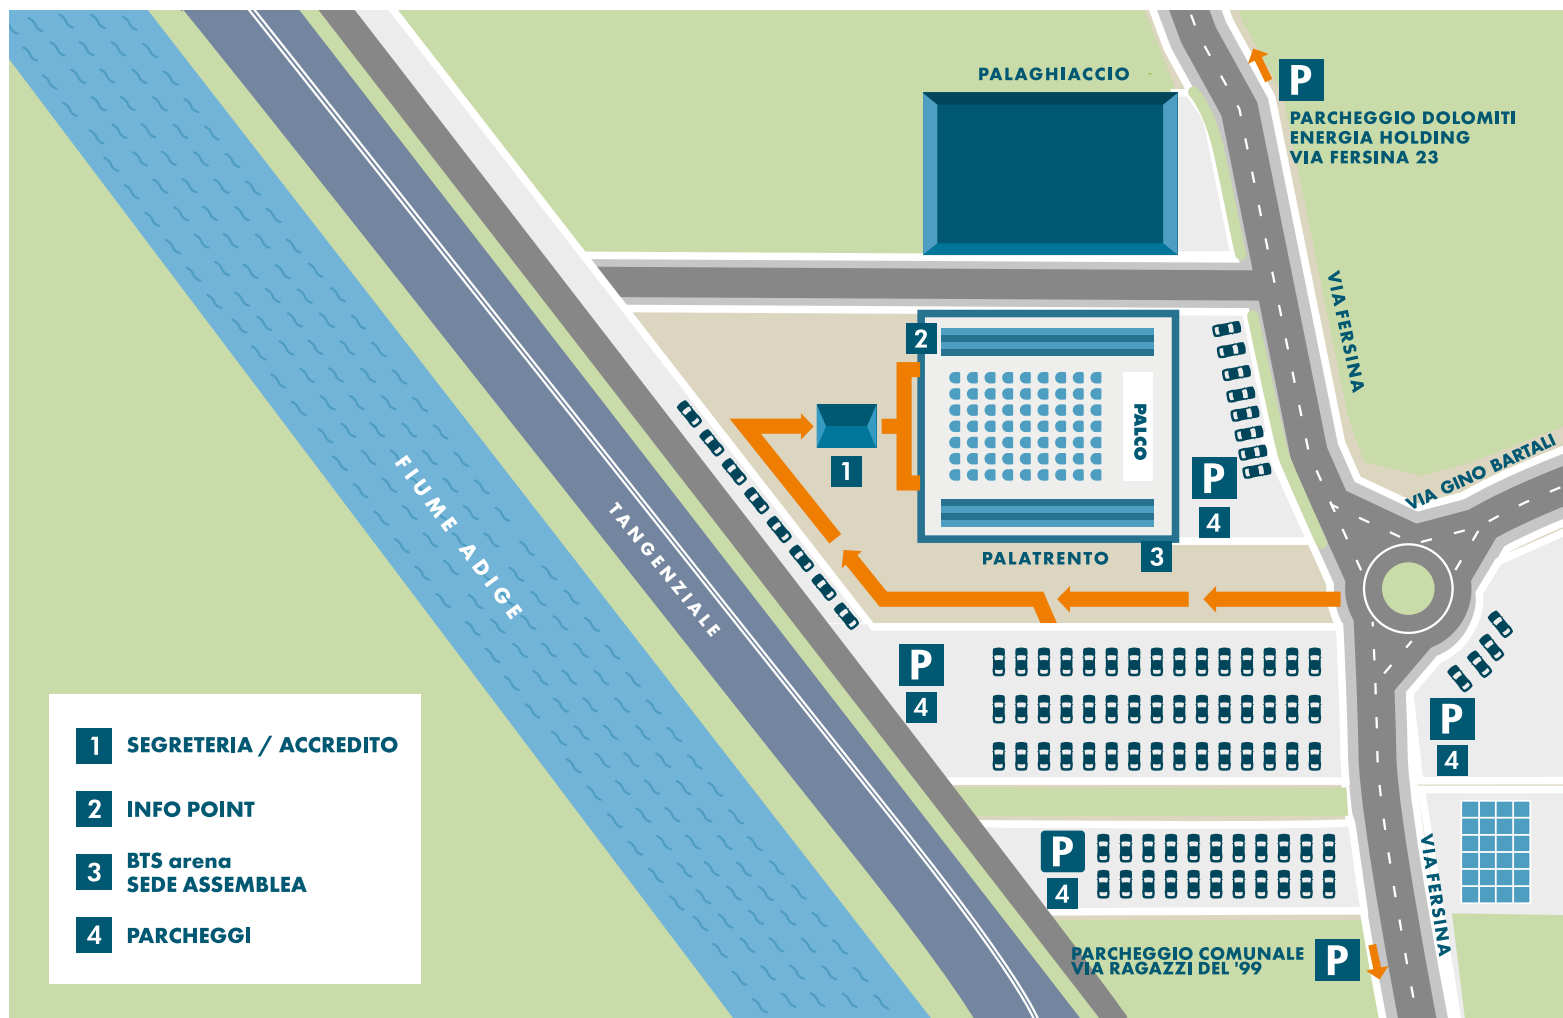 PALAGHIACCIO
P
PARCHEGGIO DOLOMITI
ENERGIA HOLDING
VIA FERSINA 23
VIA FERSINA
2
PALCO
1
P
4
VIA GINO BARTALI
PALATRENTO
3
FIUME ADIGE
TANGENZIALE
P
4
P
4
P
4
VIA FERSINA
PARCHEGGIO COMUNALE
VIA RAGAZZI DEL '99
P
1 SEGRETERIA / ACCREDITO
2 INFO POINT
3 BTS arena
SEDE ASSEMBLEA
4 PARCHEGGI